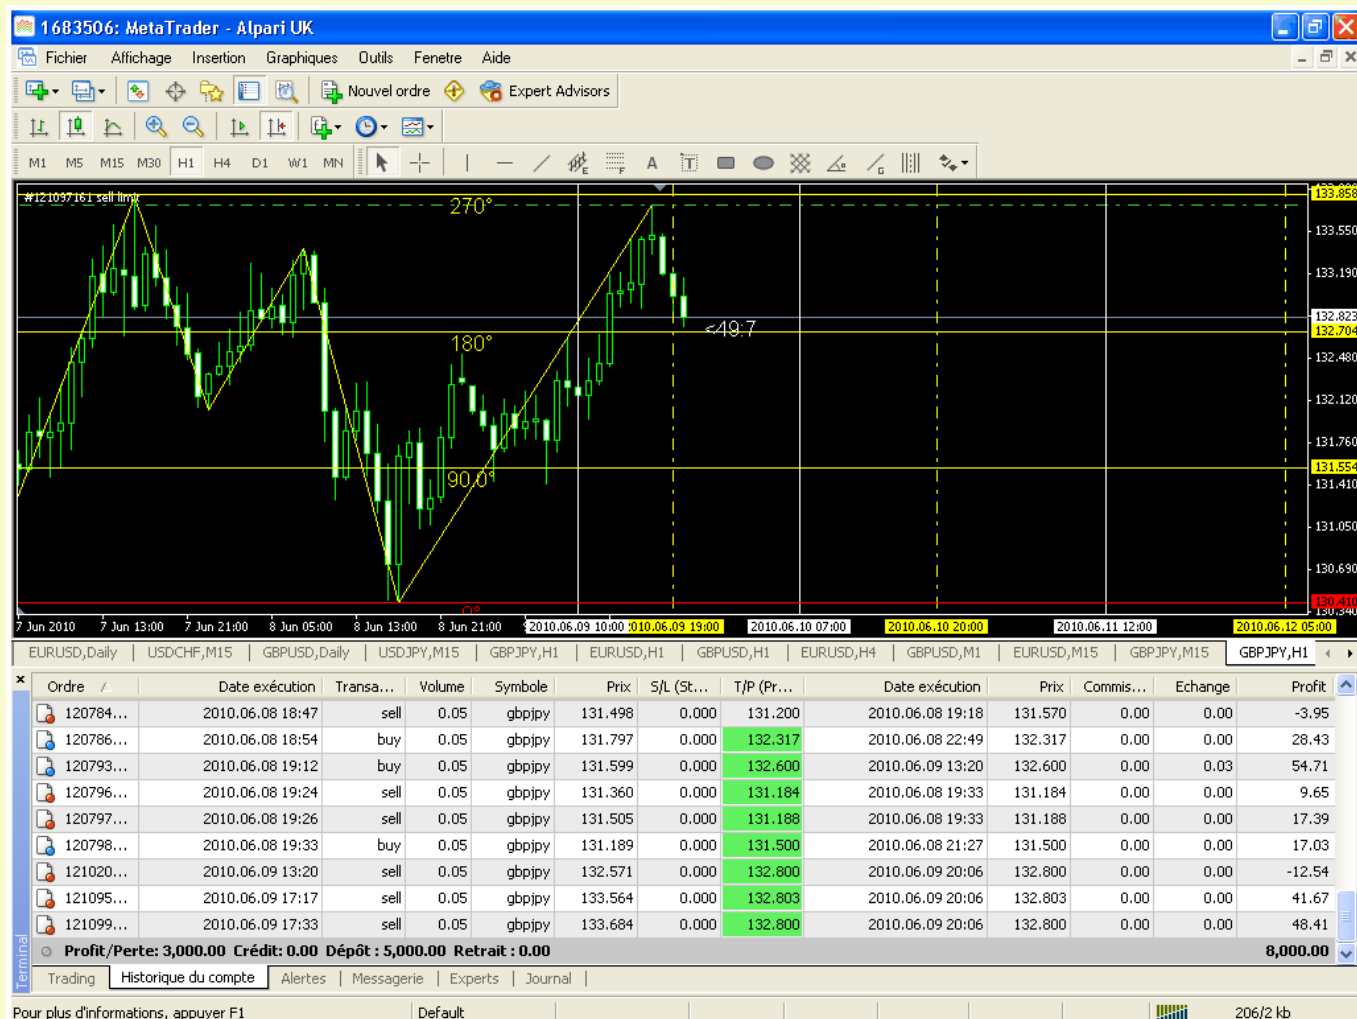 1683506: MetaTrader - Alpari UK
Fichier Affichage Insertion Graphiques Outils Fenetre Aide
Nouvel ordre Expert Advisors
M1 M5 M15 M30 H1 H4 D1 W1 MN
#121097161 sell limit
270°
180°
90.0°
0°
<49:7
133.858
133.550
133.190
132.823
132.704
132.480
132.120
131.760
131.554
131.410
131.050
130.690
130.410
130.340
7 Jun 2010 7 Jun 13:00 7 Jun 21:00 8 Jun 05:00 8 Jun 13:00 8 Jun 21:00 2010.06.09 10:00 2010.06.09 19:00 2010.06.10 07:00 2010.06.10 20:00 2010.06.11 12:00 2010.06.12 05:00
EURUSD,Daily | USDCHF,M15 | GBPUSD,Daily | USDJPY,M15 | GBPJPY,H1 | EURUSD,H1 | GBPUSD,H1 | EURUSD,H4 | GBPUSD,M1 | EURUSD,M15 | GBPJPY,M15 | GBPJPY,H1
Ordre Date exécution Transa... Volume Symbole Prix S/L (St... T/P (Pr... Date exécution Prix Commis... Echange Profit
120784... 2010.06.08 18:47 sell 0.05 gbpjpy 131.498 0.000 131.200 2010.06.08 19:18 131.570 0.00 0.00 -3.95
120786... 2010.06.08 18:54 buy 0.05 gbpjpy 131.797 0.000 132.317 2010.06.08 22:49 132.317 0.00 0.00 28.43
120793... 2010.06.08 19:12 buy 0.05 gbpjpy 131.599 0.000 132.600 2010.06.09 13:20 132.600 0.00 0.03 54.71
120796... 2010.06.08 19:24 sell 0.05 gbpjpy 131.360 0.000 131.184 2010.06.08 19:33 131.184 0.00 0.00 9.65
120797... 2010.06.08 19:26 sell 0.05 gbpjpy 131.505 0.000 131.188 2010.06.08 19:33 131.188 0.00 0.00 17.39
120798... 2010.06.08 19:33 buy 0.05 gbpjpy 131.189 0.000 131.500 2010.06.08 21:27 131.500 0.00 0.00 17.03
121020... 2010.06.09 13:20 sell 0.05 gbpjpy 132.571 0.000 132.800 2010.06.09 20:06 132.800 0.00 0.00 -12.54
121095... 2010.06.09 17:17 sell 0.05 gbpjpy 133.564 0.000 132.803 2010.06.09 20:06 132.803 0.00 0.00 41.67
121099... 2010.06.09 17:33 sell 0.05 gbpjpy 133.684 0.000 132.800 2010.06.09 20:06 132.800 0.00 0.00 48.41
Profit/Perte: 3,000.00 Crédit: 0.00 Dépôt : 5,000.00 Retrait : 0.00 8,000.00
Terminal
Trading | Historique du compte | Alertes | Messagerie | Experts | Journal |
Pour plus d'informations, appuyer F1 Default 206/2 kb